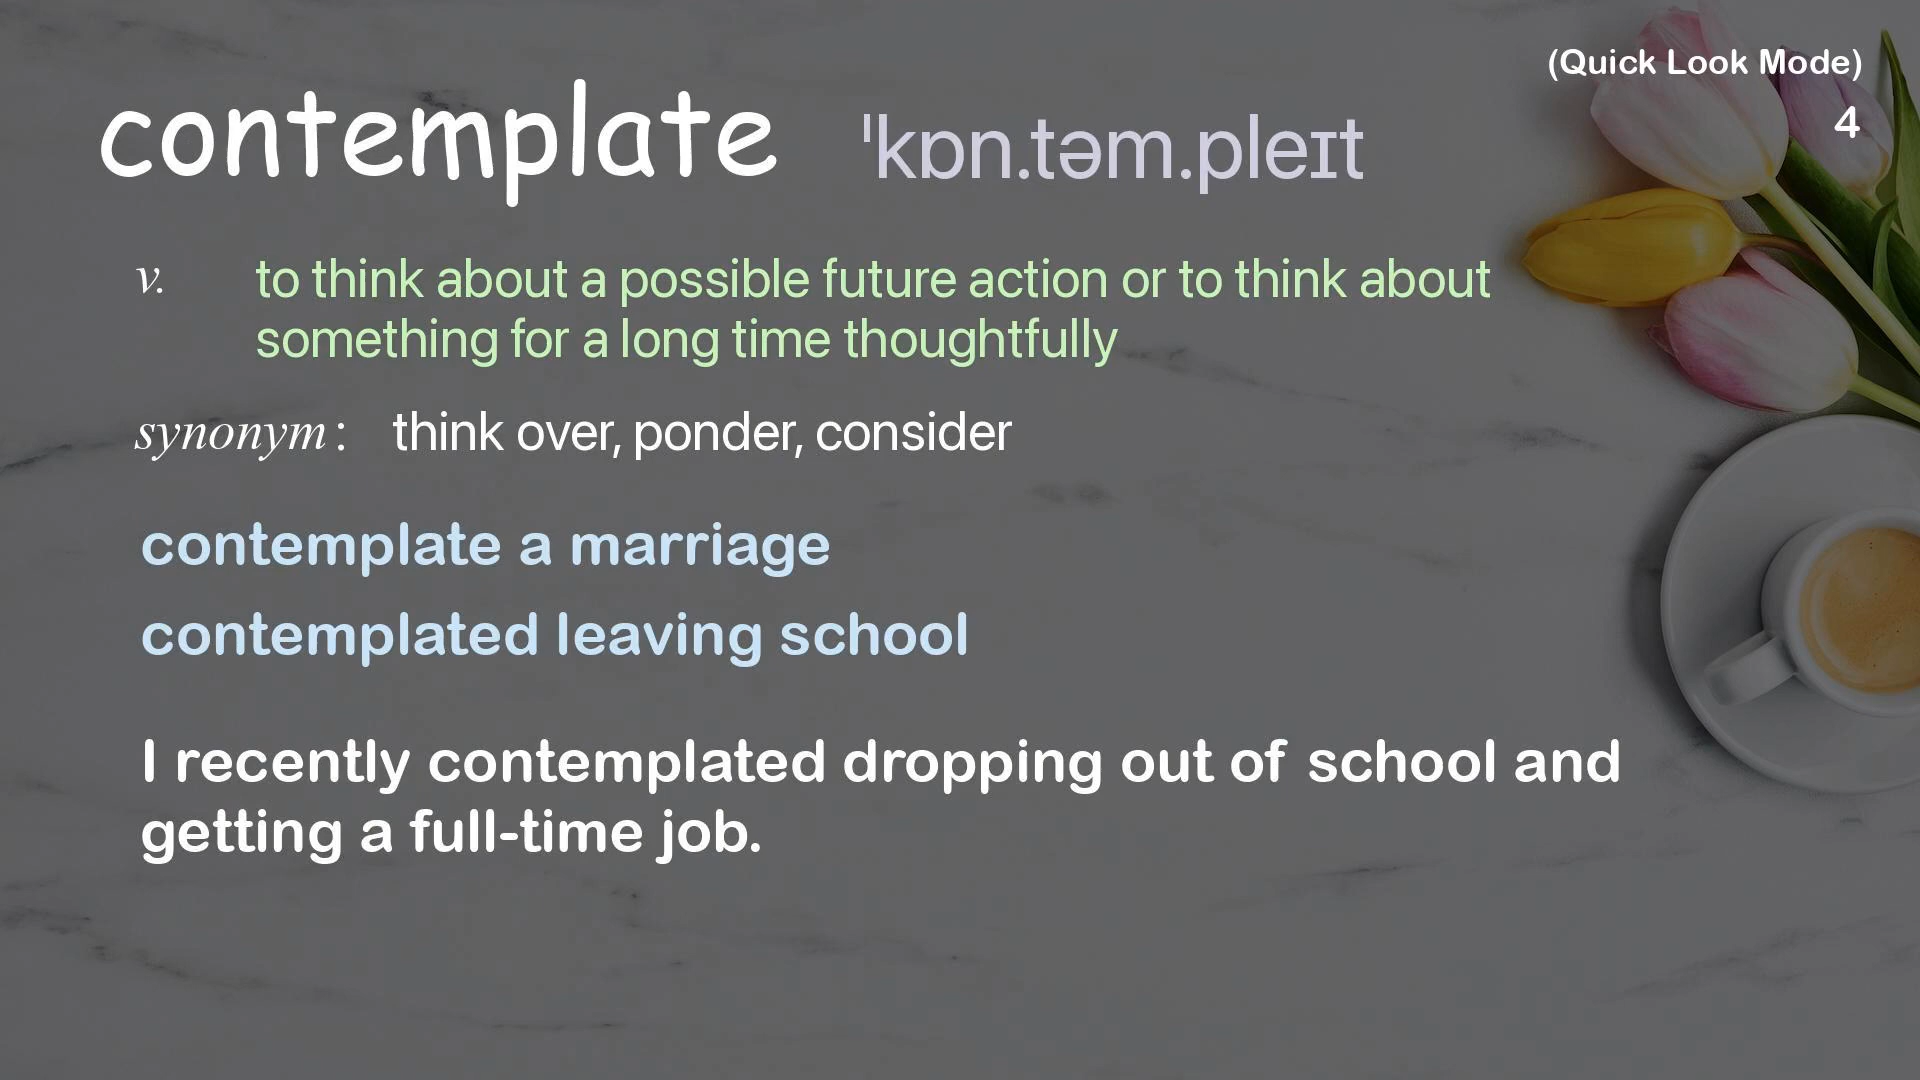 (Quick Look Mode)
contemplate ˈkɒn.təm.pleɪt
4
v. to think about a possible future action or to think about
something for a long time thoughtfully
synonym : think over, ponder, consider
contemplate a marriage
contemplated leaving school
I recently contemplated dropping out of school and
getting a full-time job.